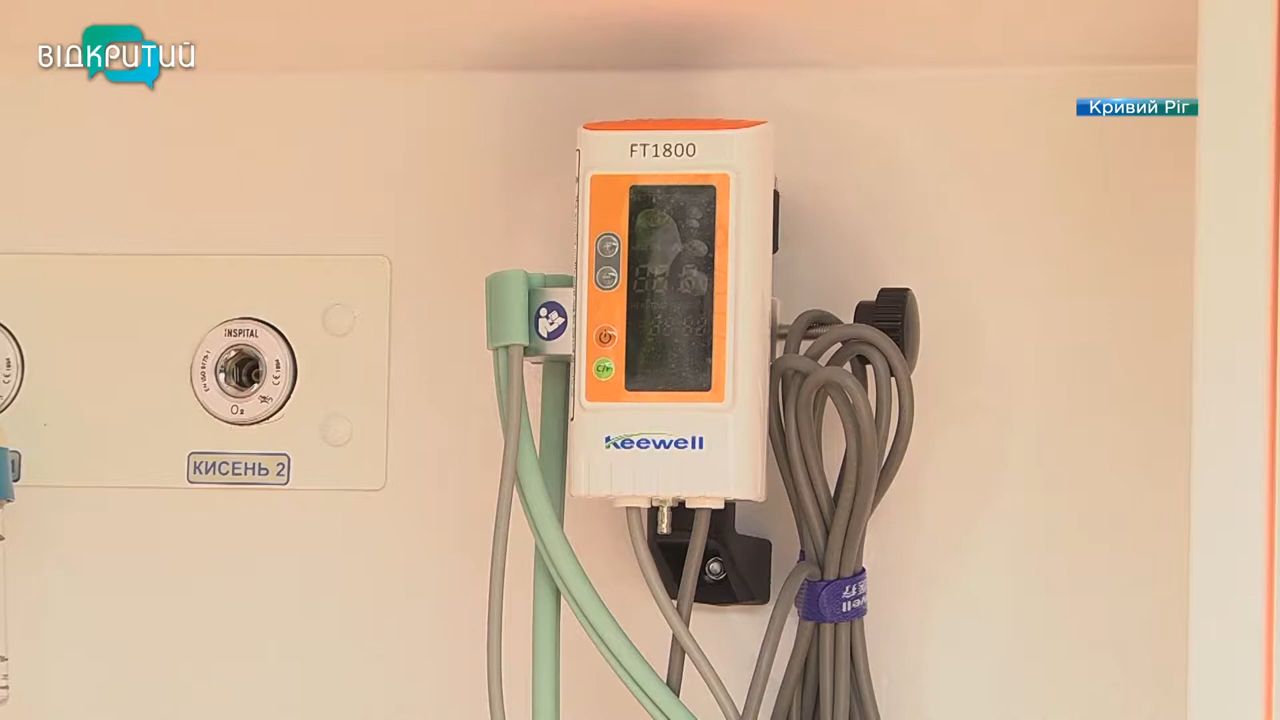 ВІДКРИТИЙ
Кривий Ріг
FT1800
INSPITAL
O₂
КИСЕНЬ 2
keewell